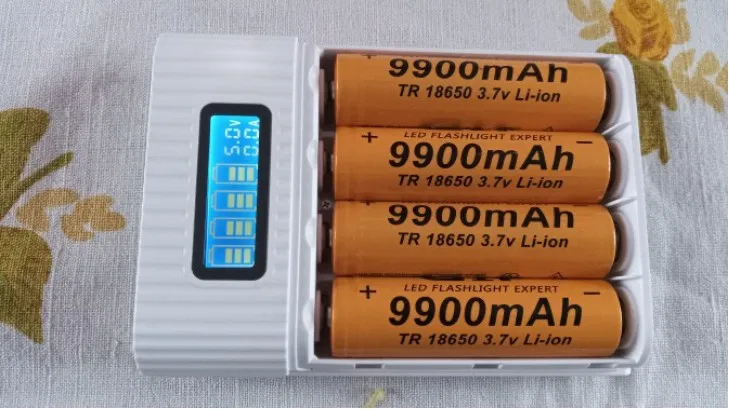 5.0V
0.0A
9900mAh
TR 18650 3.7v Li-ion
+ LED FLASHLIGHT EXPERT −
9900mAh
TR 18650 3.7v Li-ion
9900mAh
TR 18650 3.7v Li-ion
+ LED FLASHLIGHT EXPERT −
9900mAh
TR 18650 3.7v Li-ion